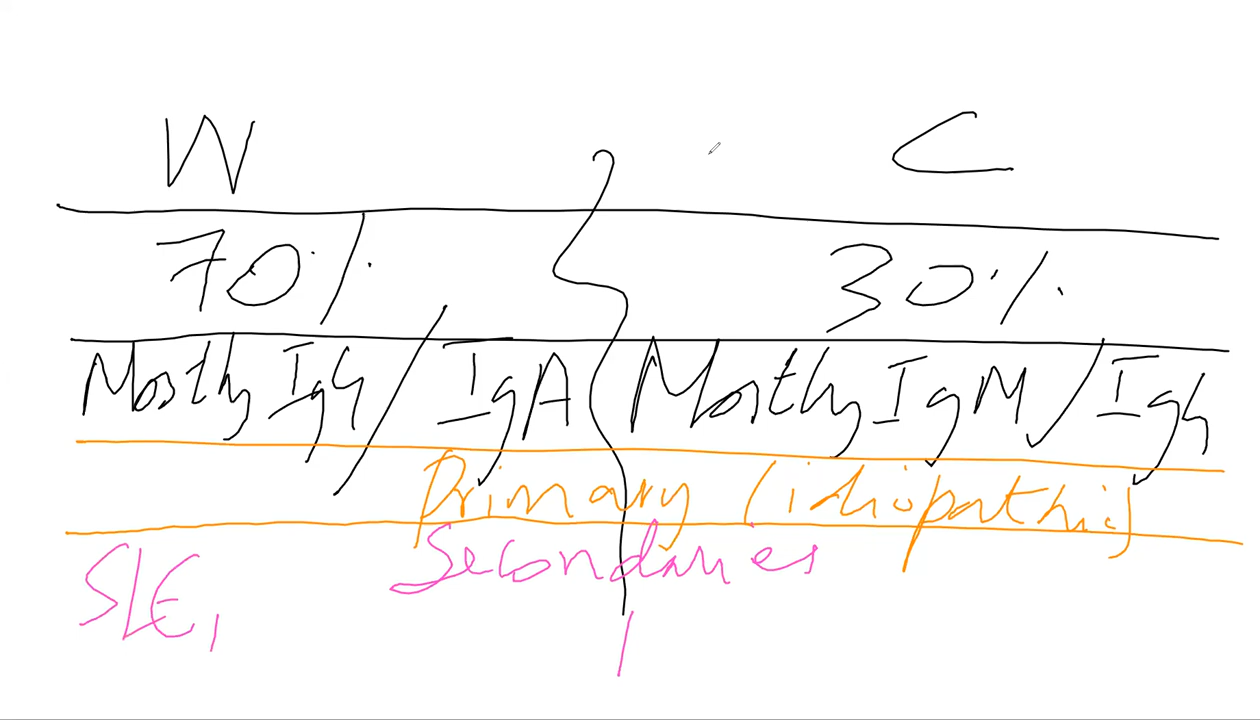 W C
70% 30%
Mostly IgG / IgA Mostly IgM / IgG
Primary (idiopathic)
Secondaries
SLE,